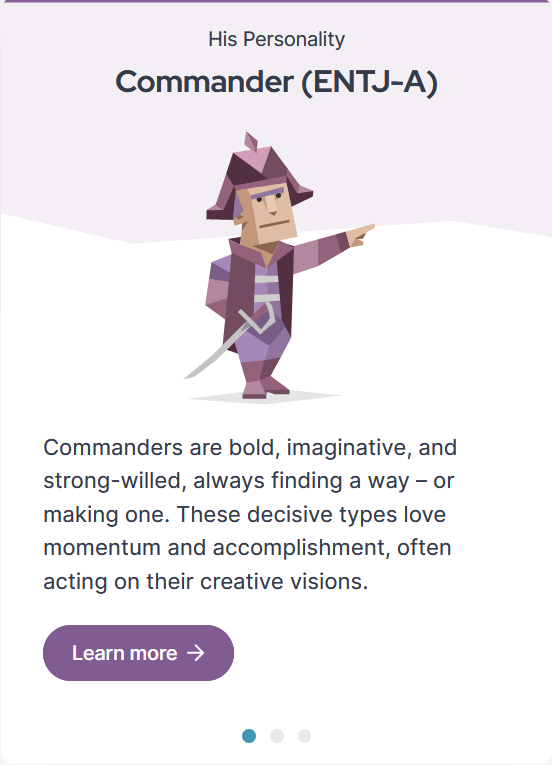 His Personality
Commander (ENTJ-A)
Commanders are bold, imaginative, and
strong-willed, always finding a way – or
making one. These decisive types love
momentum and accomplishment, often
acting on their creative visions.
Learn more →